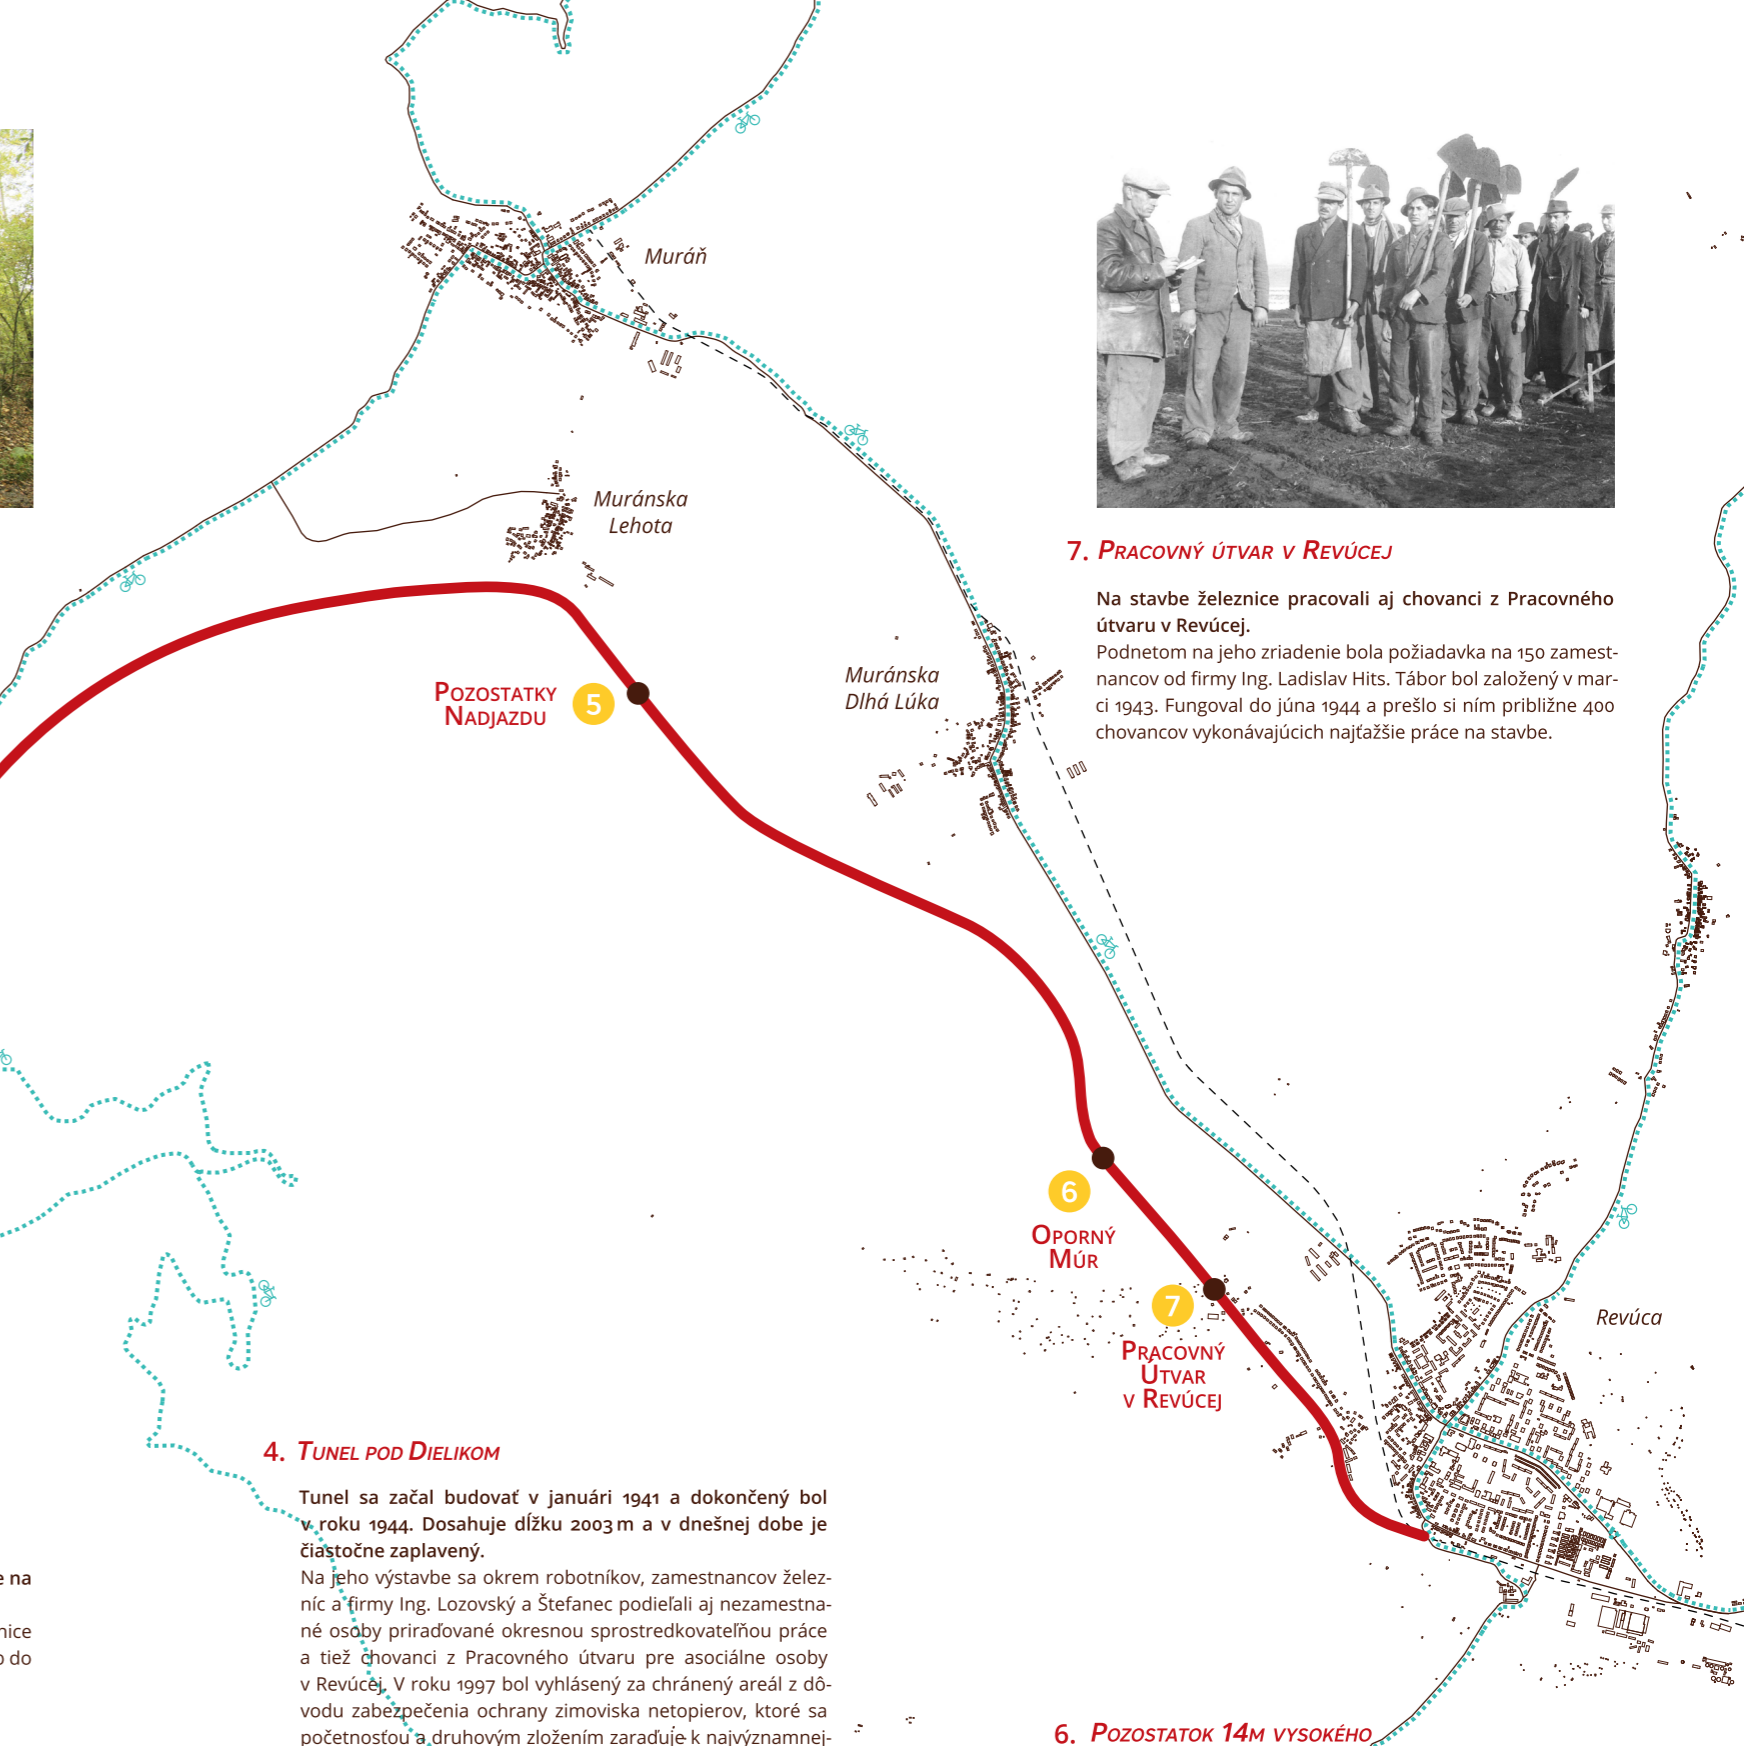 Muráň
Muránska
Lehota
7. Pracovný útvar v Revúcej
Na stavbe železnice pracovali aj chovanci z Pracovného
útvaru v Revúcej.
Podnetom na jeho zriadenie bola požiadavka na 150 zamest-
nancov od firmy Ing. Ladislav Hits. Tábor bol založený v mar-
ci 1943. Fungoval do júna 1944 a prešlo si ním približne 400
chovancov vykonávajúcich najťažšie práce na stavbe.
Muránska
Dlhá Lúka
Pozostatky
Nadjazdu
5
6
Oporný
Múr
7
Pracovný
Útvar
v Revúcej
Revúca
4. Tunel pod Dielikom
Tunel sa začal budovať v januári 1941 a dokončený bol
v roku 1944. Dosahuje dĺžku 2003 m a v dnešnej dobe je
čiastočne zaplavený.
Na jeho výstavbe sa okrem robotníkov, zamestnancov želez-
níc a firmy Ing. Lozovský a Štefanec podieľali aj nezamestna-
né osoby priraďované okresnou sprostredkovateľňou práce
a tiež chovanci z Pracovného útvaru pre asociálne osoby
v Revúcej. V roku 1997 bol vyhlásený za chránený areál z dô-
vodu zabezpečenia ochrany zimoviska netopierov, ktoré sa
početnosťou a druhovým zložením zaraďuje k najvýznamnej-
e na
nice
o do
6. Pozostatok 14m vysokého